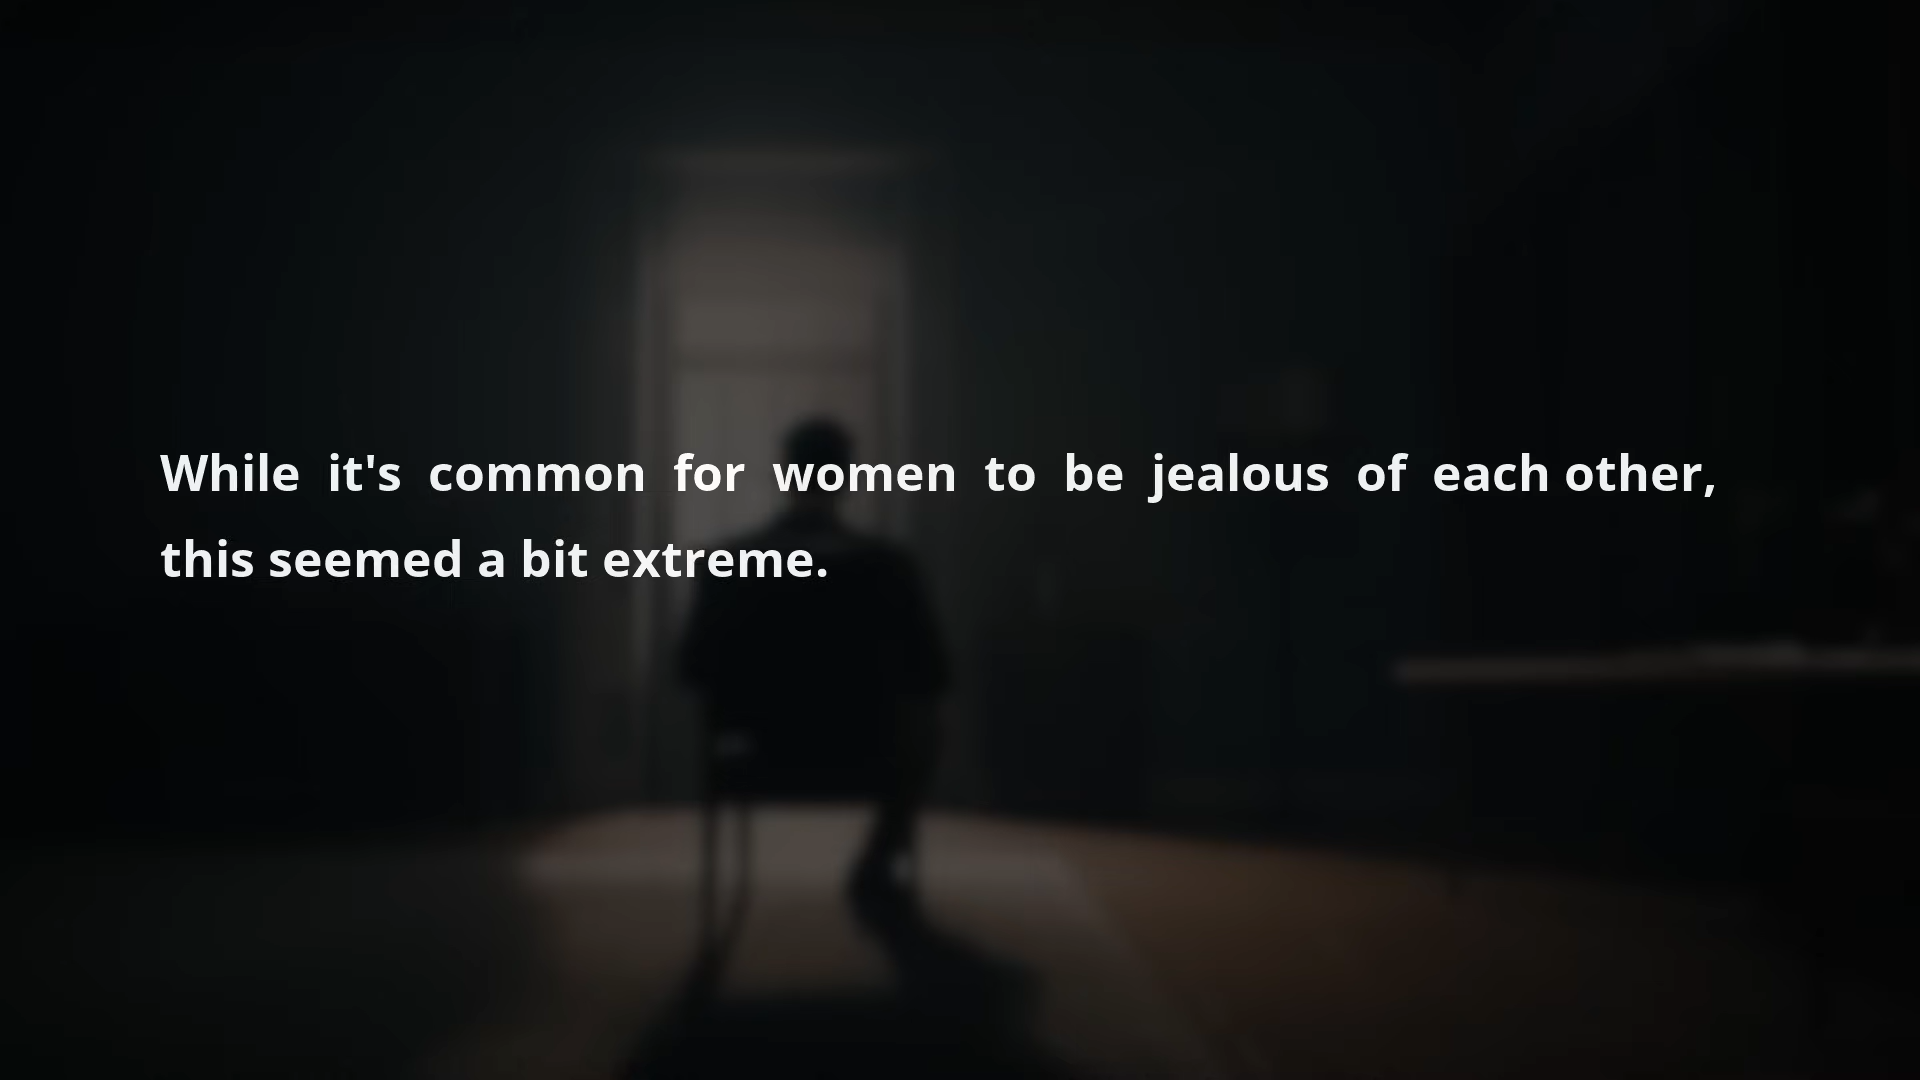 While it's common for women to be jealous of each other,
this seemed a bit extreme.